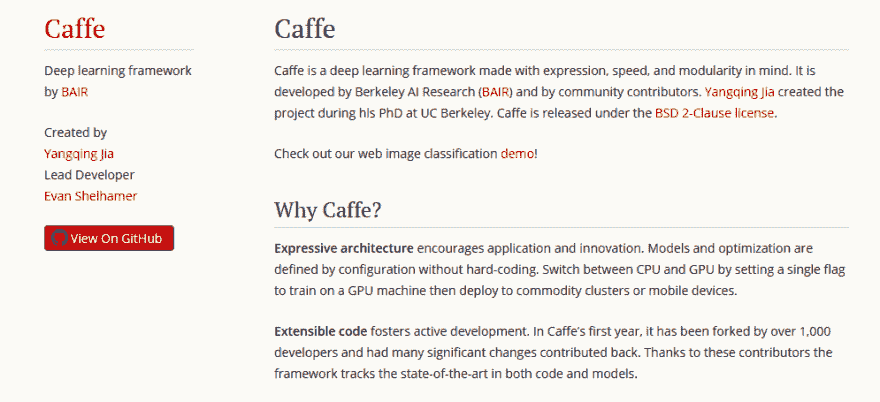 Caffe
Deep learning framework
by BAIR
Created by
Yangqing Jia
Lead Developer
Evan Shelhamer
View On GitHub
Caffe
Caffe is a deep learning framework made with expression, speed, and modularity in mind. It is
developed by Berkeley AI Research (BAIR) and by community contributors. Yangqing Jia created the
project during his PhD at UC Berkeley. Caffe is released under the BSD 2-Clause license.
Check out our web image classification demo!
Why Caffe?
Expressive architecture encourages application and innovation. Models and optimization are
defined by configuration without hard-coding. Switch between CPU and GPU by setting a single flag
to train on a GPU machine then deploy to commodity clusters or mobile devices.
Extensible code fosters active development. In Caffe's first year, it has been forked by over 1,000
developers and had many significant changes contributed back. Thanks to these contributors the
framework tracks the state-of-the-art in both code and models.